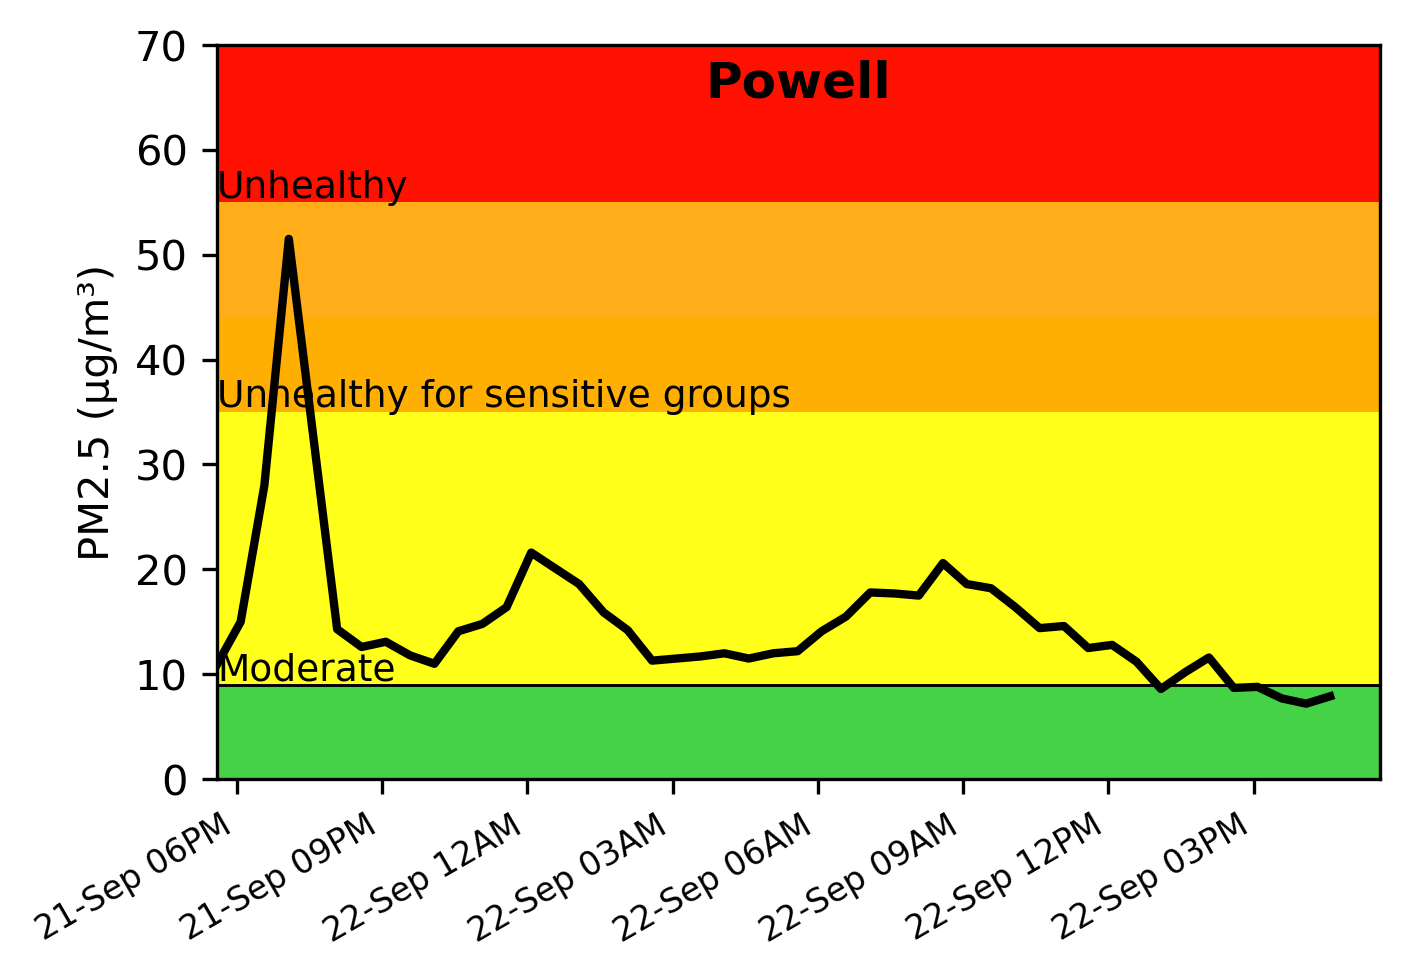 Powell
PM2.5 (μg/m³)
70
60
50
40
30
20
10
0
Unhealthy
Unhealthy for sensitive groups
Moderate
21-Sep 06PM
21-Sep 09PM
22-Sep 12AM
22-Sep 03AM
22-Sep 06AM
22-Sep 09AM
22-Sep 12PM
22-Sep 03PM